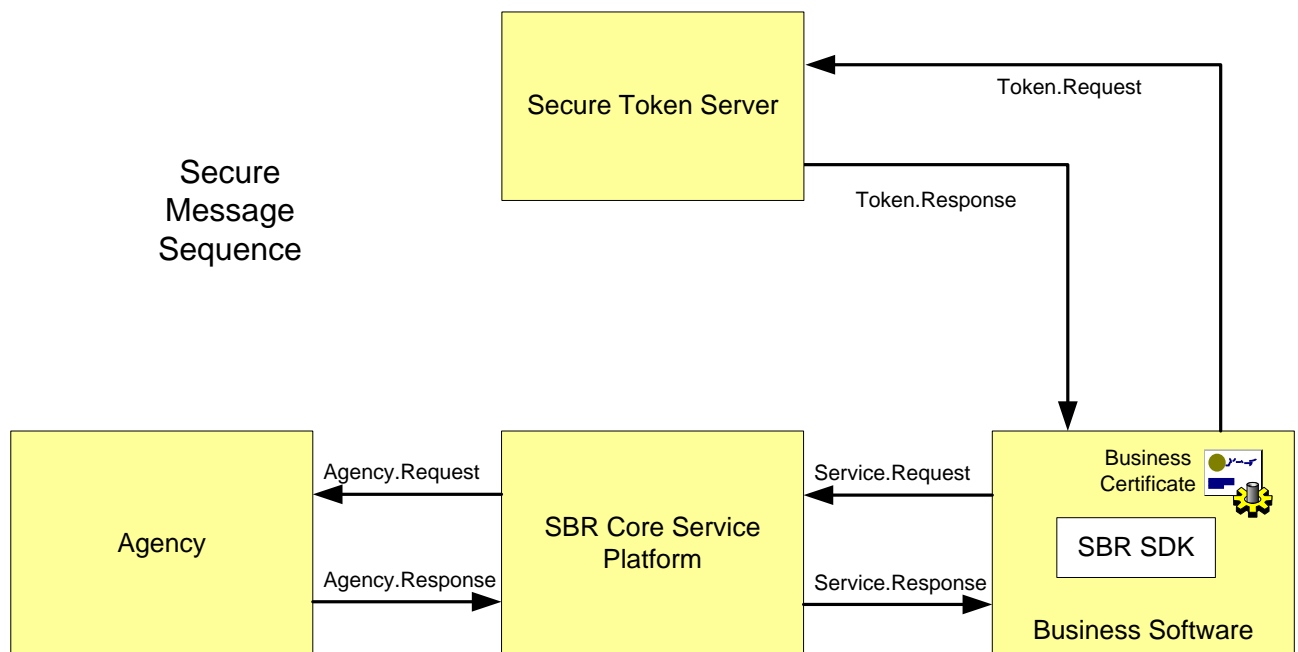 Secure Token Server
Token.Request
Token.Response
Secure
Message
Sequence
Agency
Agency.Request
Agency.Response
SBR Core Service
Platform
Service.Request
Service.Response
Business
Certificate
SBR SDK
Business Software